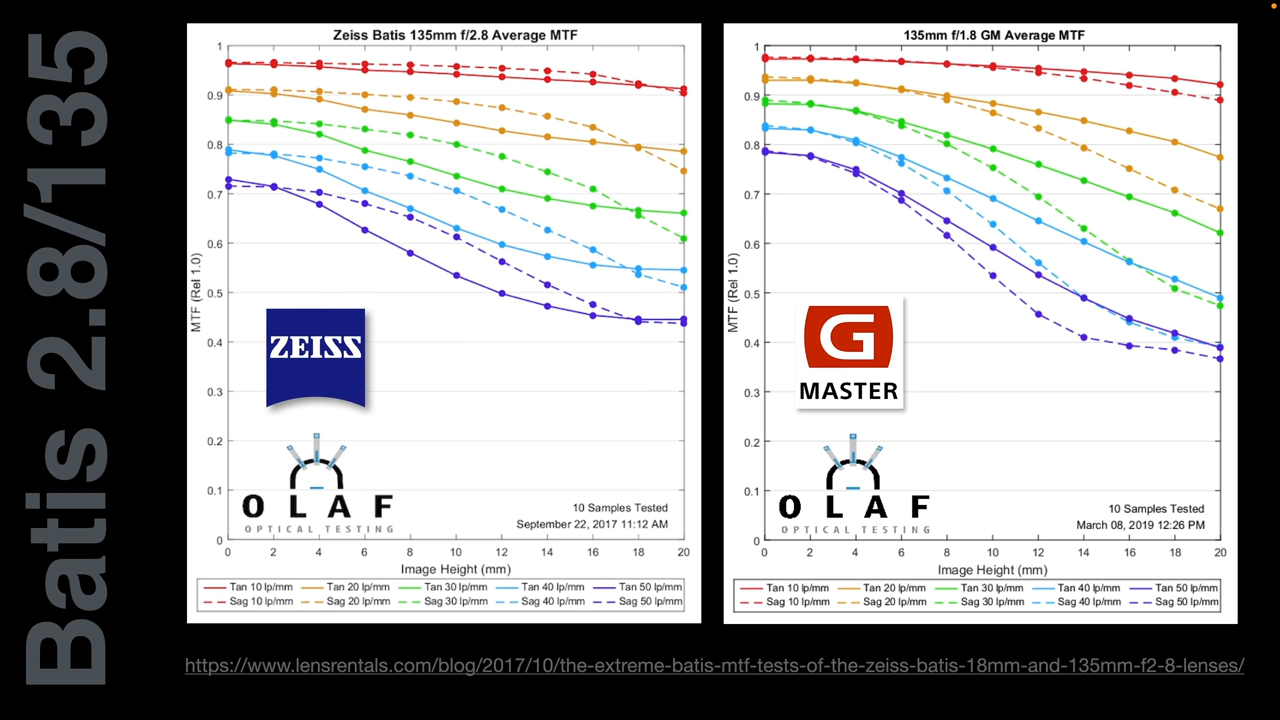 Batis 2.8/135
Zeiss Batis 135mm f/2.8 Average MTF
1
0.9
0.8
0.7
0.6
0.5
0.4
0.3
0.2
0.1
0
MTF (Rel 1.0)
ZEISS
OLAF
OPTICAL TESTING
10 Samples Tested
September 22, 2017 11:12 AM
0 2 4 6 8 10 12 14 16 18 20
Image Height (mm)
Tan 10 lp/mm Tan 20 lp/mm Tan 30 lp/mm Tan 40 lp/mm Tan 50 lp/mm
Sag 10 lp/mm Sag 20 lp/mm Sag 30 lp/mm Sag 40 lp/mm Sag 50 lp/mm
135mm f/1.8 GM Average MTF
1
0.9
0.8
0.7
0.6
0.5
0.4
0.3
0.2
0.1
0
MTF (Rel 1.0)
G
MASTER
OLAF
OPTICAL TESTING
10 Samples Tested
March 08, 2019 12:26 PM
0 2 4 6 8 10 12 14 16 18 20
Image Height (mm)
Tan 10 lp/mm Tan 20 lp/mm Tan 30 lp/mm Tan 40 lp/mm Tan 50 lp/mm
Sag 10 lp/mm Sag 20 lp/mm Sag 30 lp/mm Sag 40 lp/mm Sag 50 lp/mm
https://www.lensrentals.com/blog/2017/10/the-extreme-batis-mtf-tests-of-the-zeiss-batis-18mm-and-135mm-f2-8-lenses/